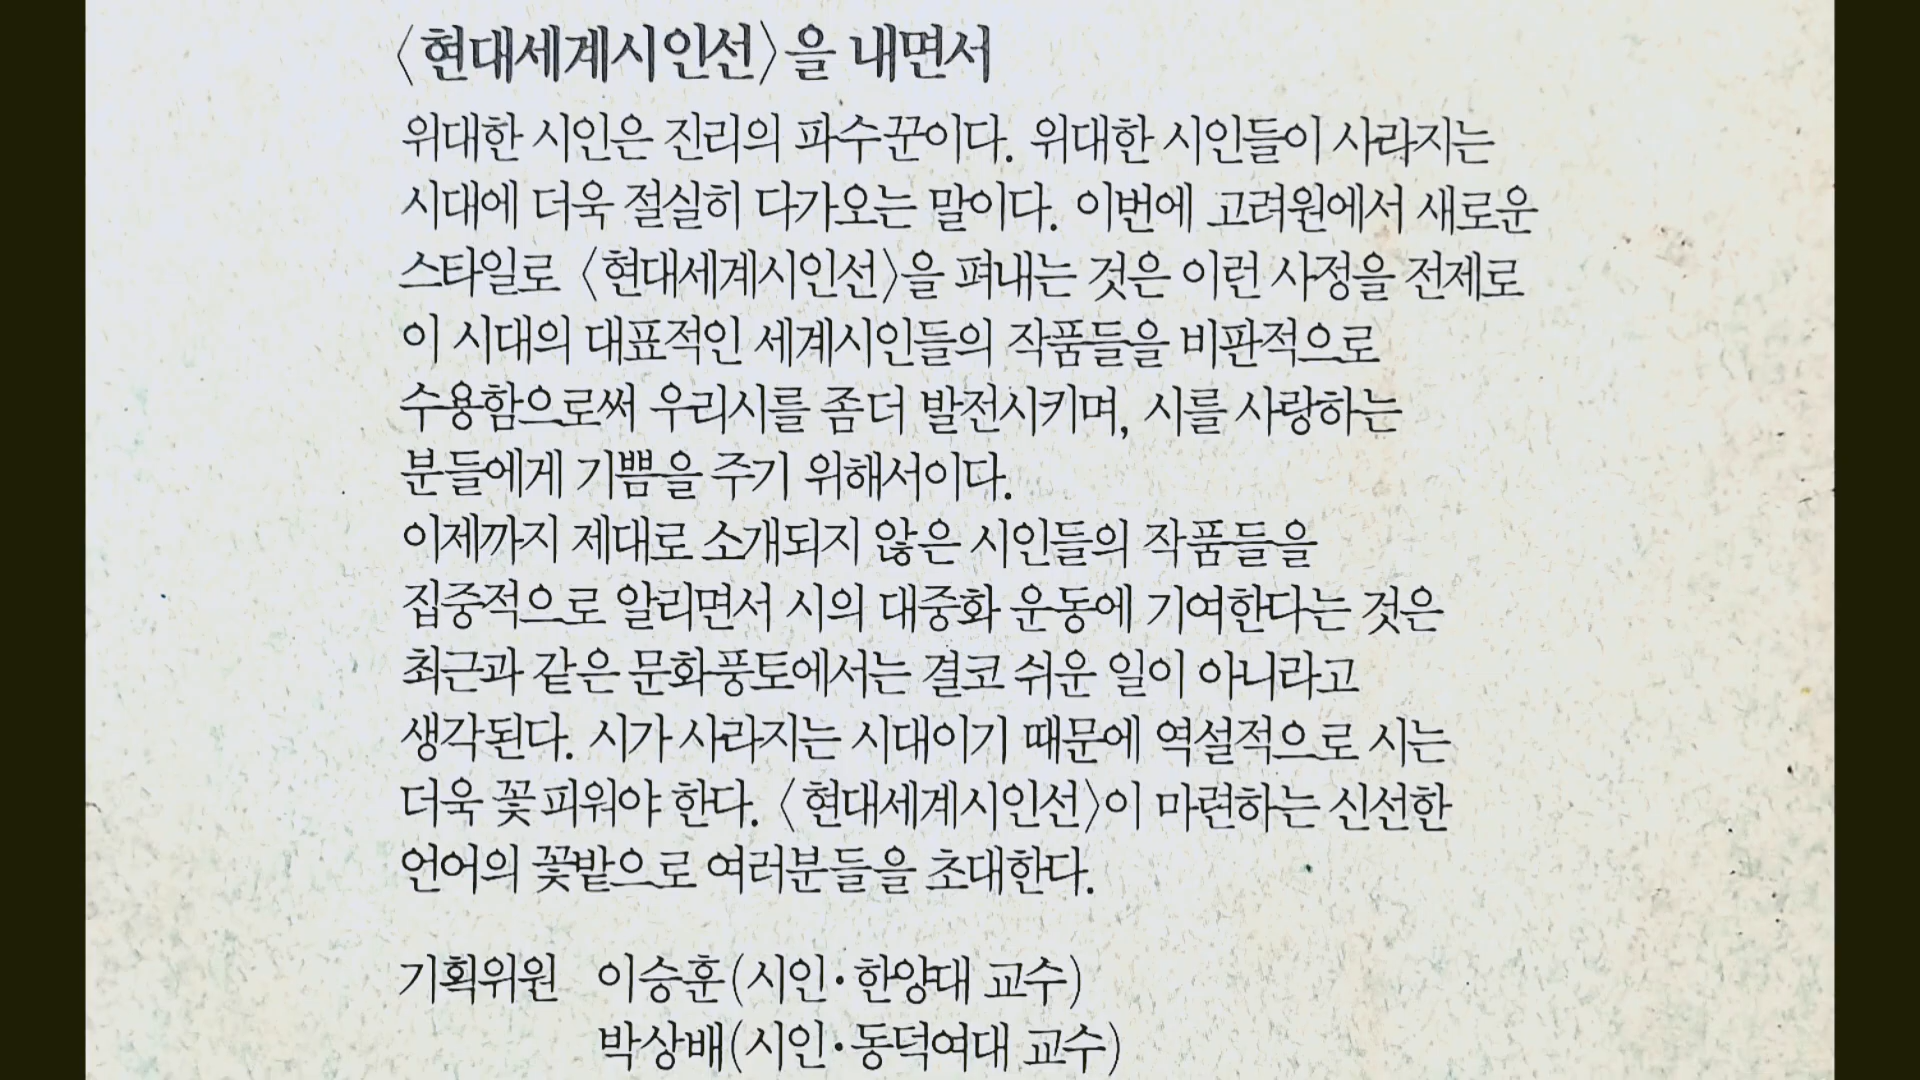 〈현대세계시인선〉을 내면서
위대한 시인은 진리의 파수꾼이다. 위대한 시인들이 사라지는
시대에 더욱 절실히 다가오는 말이다. 이번에 고려원에서 새로운
스타일로 〈현대세계시인선〉을 펴내는 것은 이런 사정을 전제로
이 시대의 대표적인 세계시인들의 작품들을 비판적으로
수용함으로써 우리시를 좀더 발전시키며, 시를 사랑하는
분들에게 기쁨을 주기 위해서이다.
이제까지 제대로 소개되지 않은 시인들의 작품들을
집중적으로 알리면서 시의 대중화 운동에 기여한다는 것은
최근과 같은 문화풍토에서는 결코 쉬운 일이 아니라고
생각된다. 시가 사라지는 시대이기 때문에 역설적으로 시는
더욱 꽃피워야 한다. 〈현대세계시인선〉이 마련하는 신선한
언어의 꽃밭으로 여러분들을 초대한다.
기획위원 이승훈(시인·한양대 교수)
박상배(시인·동덕여대 교수)